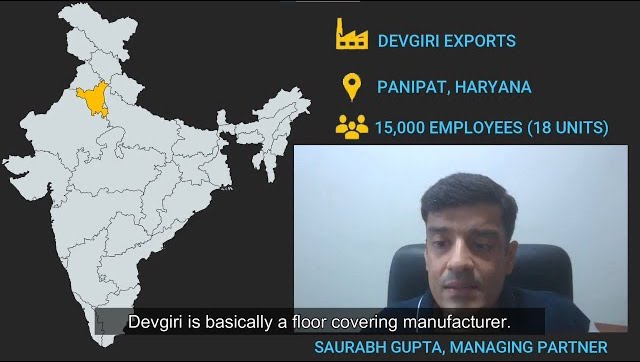 DEVGIRI EXPORTS
PANIPAT, HARYANA
15,000 EMPLOYEES (18 UNITS)
Devgiri is basically a floor covering manufacturer.
SAURABH GUPTA, MANAGING PARTNER